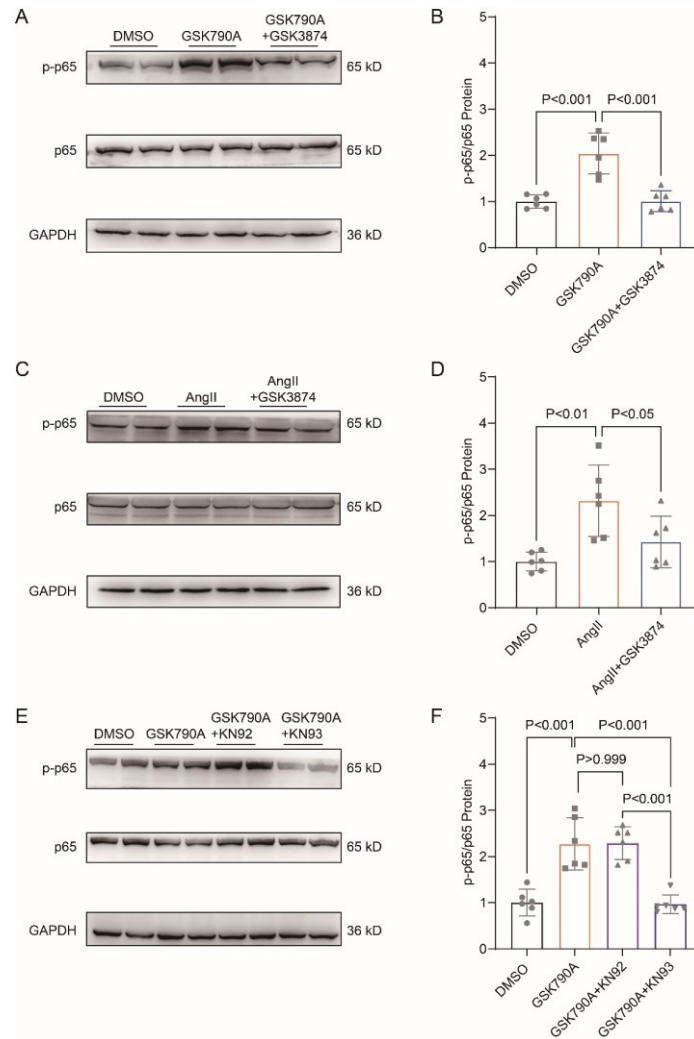 A
DMSO GSK790A GSK790A
+GSK3874
p-p65 65 kD
p65 65 kD
GAPDH 36 kD
B
p-p65/p65 Protein
5
4
3
2
1
0
P<0.001 P<0.001
DMSO
GSK790A
GSK790A+GSK3874
C
DMSO AngII AngII
+GSK3874
p-p65 65 kD
p65 65 kD
GAPDH 36 kD
D
p-p65/p65 Protein
5
4
3
2
1
0
P<0.01 P<0.05
DMSO
AngII
AngII+GSK3874
E
DMSO GSK790A GSK790A
+KN92 GSK790A
+KN93
p-p65 65 kD
p65 65 kD
GAPDH 36 kD
F
p-p65/p65 Protein
5
4
3
2
1
0
P<0.001 P<0.001
P>0.999
P<0.001
DMSO
GSK790A
GSK790A+KN92
GSK790A+KN93